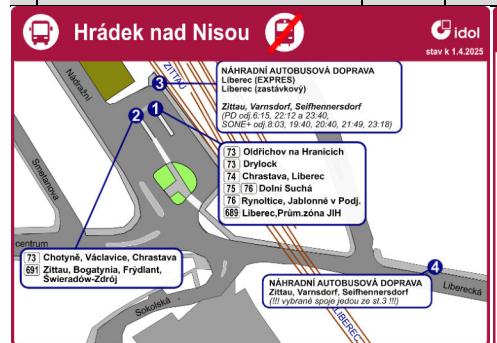 Hrádek nad Nisou
idol
stav k 1.4.2025
ZITTAU
Nádražní
3
NÁHRADNÍ AUTOBUSOVÁ DOPRAVA
Liberec (EXPRES)
Liberec (zastávkový)
Zittau, Varnsdorf, Seifhennersdorf
(PD odj.6:15, 22:12 a 23:40,
SONE+ odj.8:03, 19:40, 20:40, 21:49, 23:18)
2
1
73 Oldřichov na Hranicích
73 Drylock
74 Chrastava, Liberec
75 76 Dolní Suchá
76 Rynoltice, Jablonné v Podj.
689 Liberec,Prům.zóna JIH
Smetanova
centrum
73 Chotyně, Václavice, Chrastava
691 Zittau, Bogatynia, Frýdlant,
Świeradów-Zdrój
4
NÁHRADNÍ AUTOBUSOVÁ DOPRAVA
Zittau, Varnsdorf, Seifhennersdorf
(!!! vybrané spoje jedou ze st.3 !!!)
Liberecká
Sokolská
LIBEREC